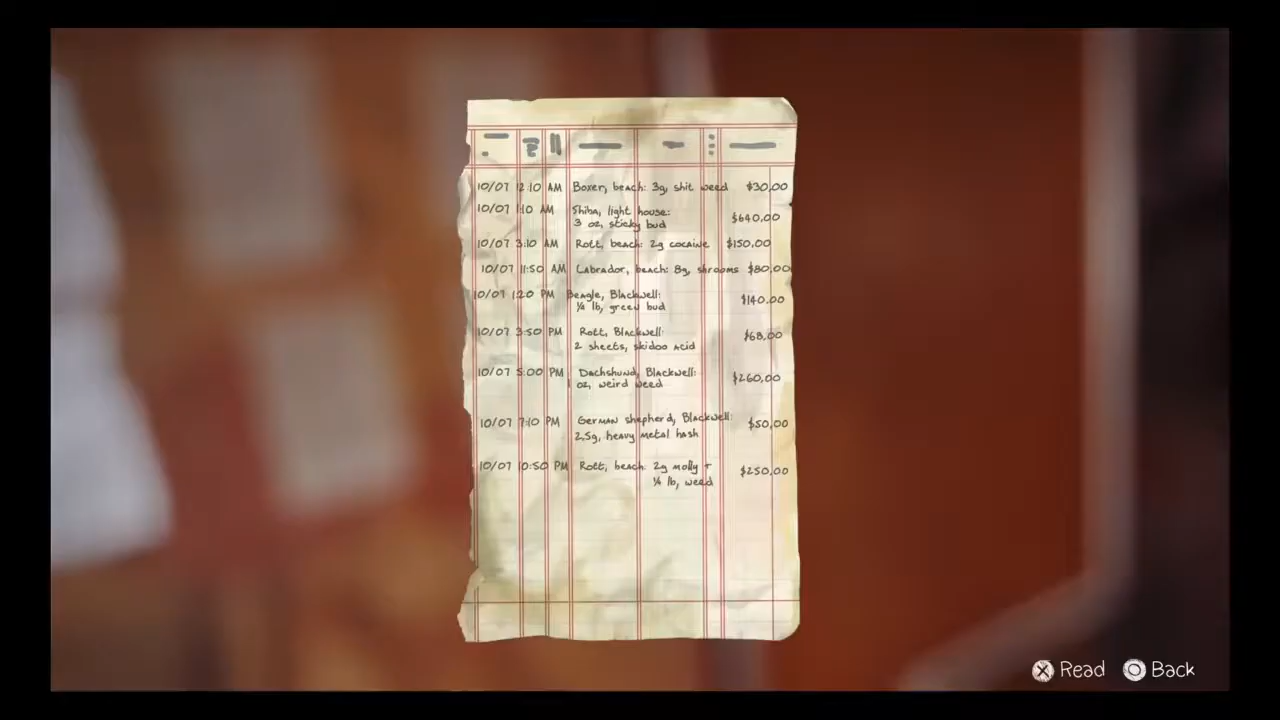 10/07 12:10 AM Boxer, beach: 3g, shit weed $30.00
10/07 1:10 AM Shiba, light house:
3 oz, sticky bud $640.00
10/07 3:10 AM Rott, beach: 2g cocaine $150.00
10/07 11:50 AM Labrador, beach: 8g, shrooms $80.00
10/07 1:20 PM Beagle, Blackwell:
1/4 lb, green bud $140.00
10/07 3:50 PM Rott, Blackwell:
2 sheets, skidoo acid $68.00
10/07 5:00 PM Dachshund, Blackwell:
1 oz, weird weed $260.00
10/07 7:10 PM German shepherd, Blackwell:
2.5g, heavy metal hash $50.00
10/07 10:50 PM Rott, beach: 2g molly +
1/4 lb, weed $250.00
Read Back